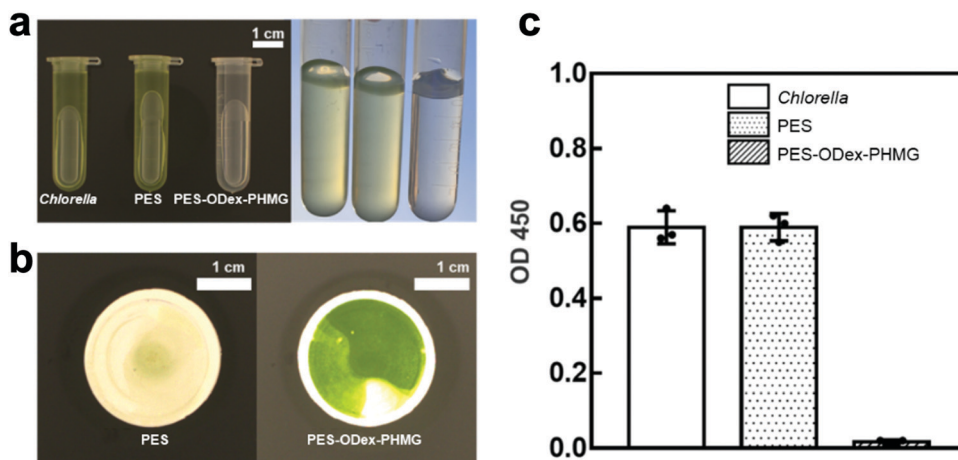 a
1 cm
Chlorella
PES
PES-ODex-PHMG
b
1 cm
1 cm
PES
PES-ODex-PHMG
c
1.0
0.8
0.6
0.4
0.2
0.0
OD 450
Chlorella
PES
PES-ODex-PHMG